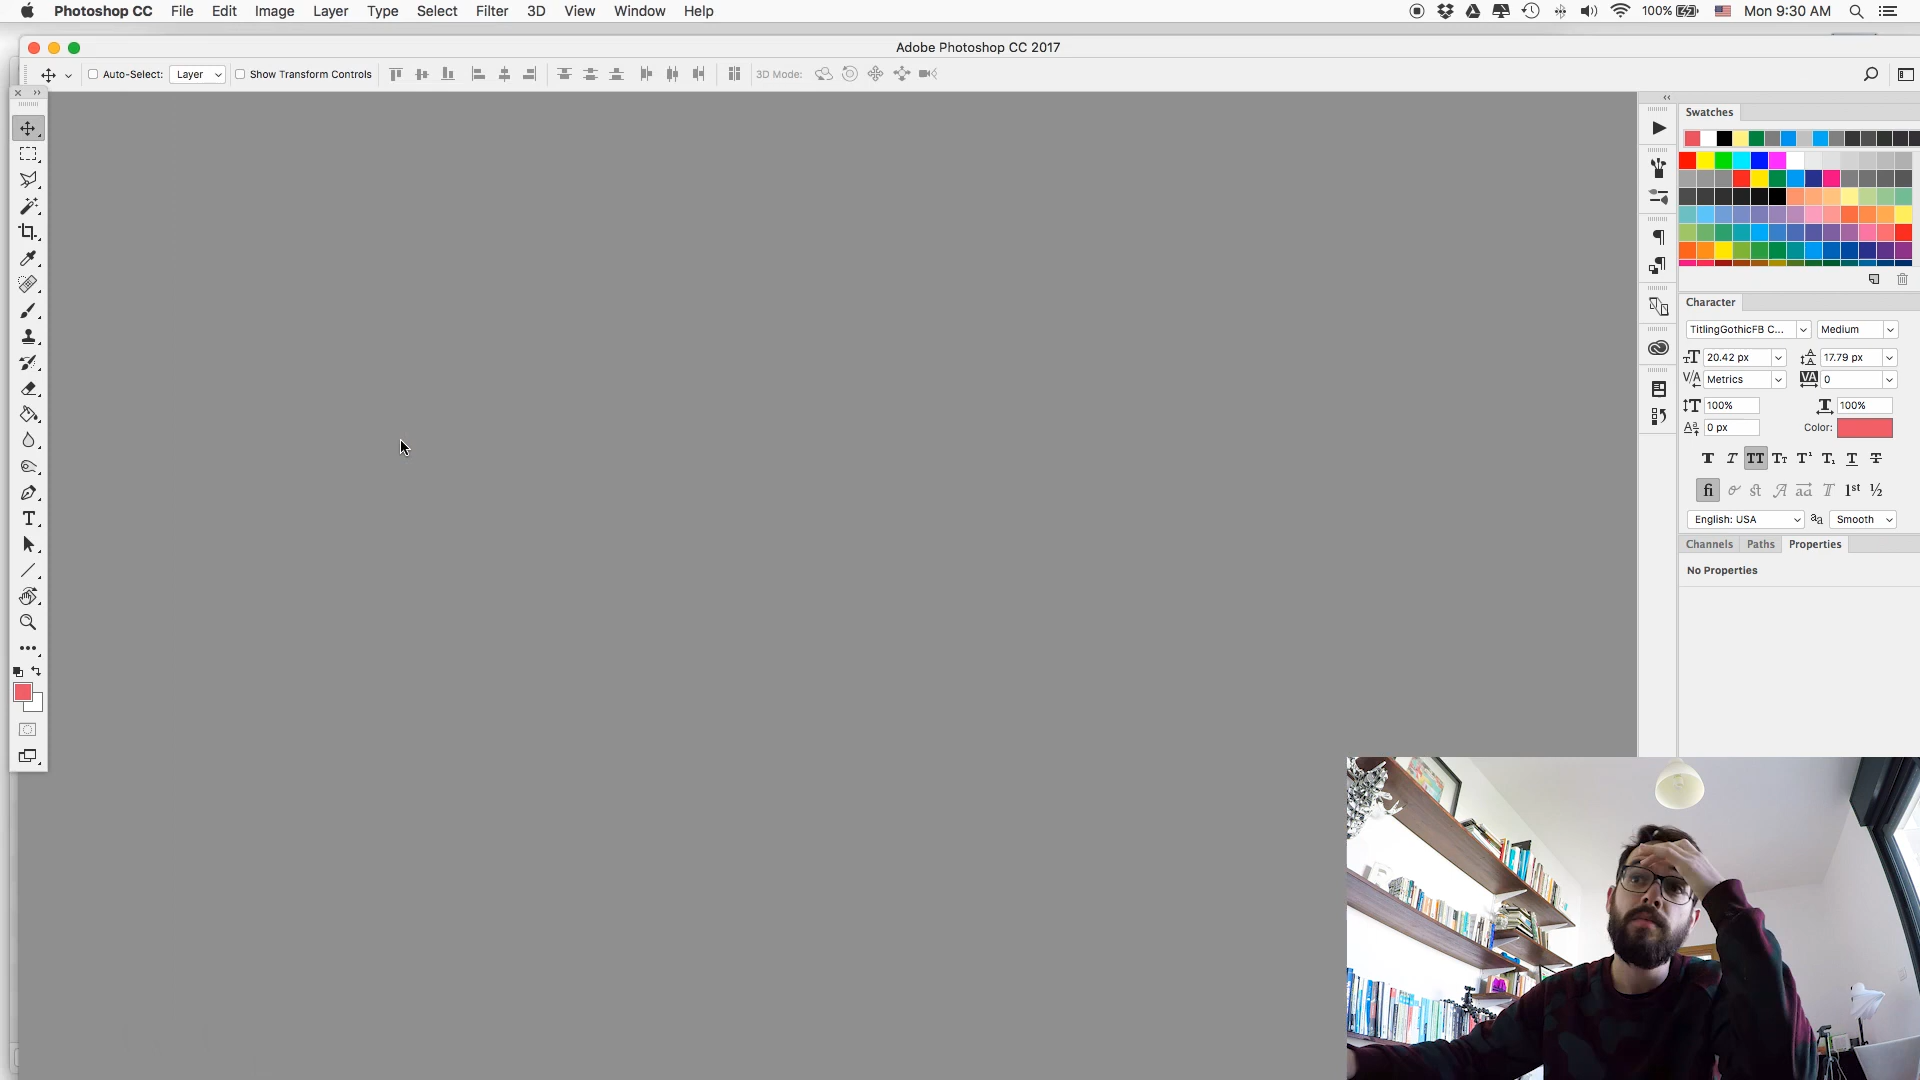 Photoshop CC File Edit Image Layer Type Select Filter 3D View Window Help 100% Mon 9:30 AM
Adobe Photoshop CC 2017
Auto-Select: Layer Show Transform Controls 3D Mode:
Swatches
Character
TitlingGothicFB C... Medium
20.42 px 17.79 px
Metrics 0
100% 100%
0 px Color:
English: USA Smooth
Channels Paths Properties
No Properties